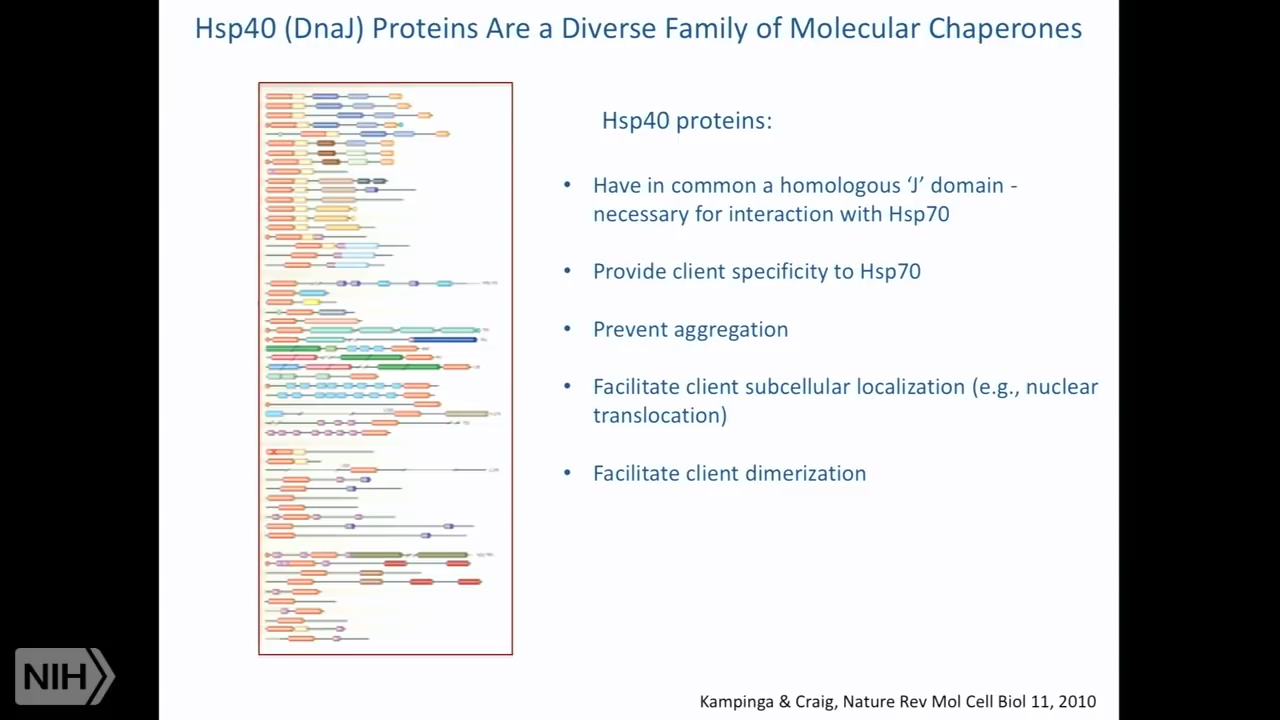 Hsp40 (DnaJ) Proteins Are a Diverse Family of Molecular Chaperones
Hsp40 proteins:
• Have in common a homologous ‘J’ domain -
necessary for interaction with Hsp70
• Provide client specificity to Hsp70
• Prevent aggregation
• Facilitate client subcellular localization (e.g., nuclear
translocation)
• Facilitate client dimerization
NIH
Kampinga & Craig, Nature Rev Mol Cell Biol 11, 2010